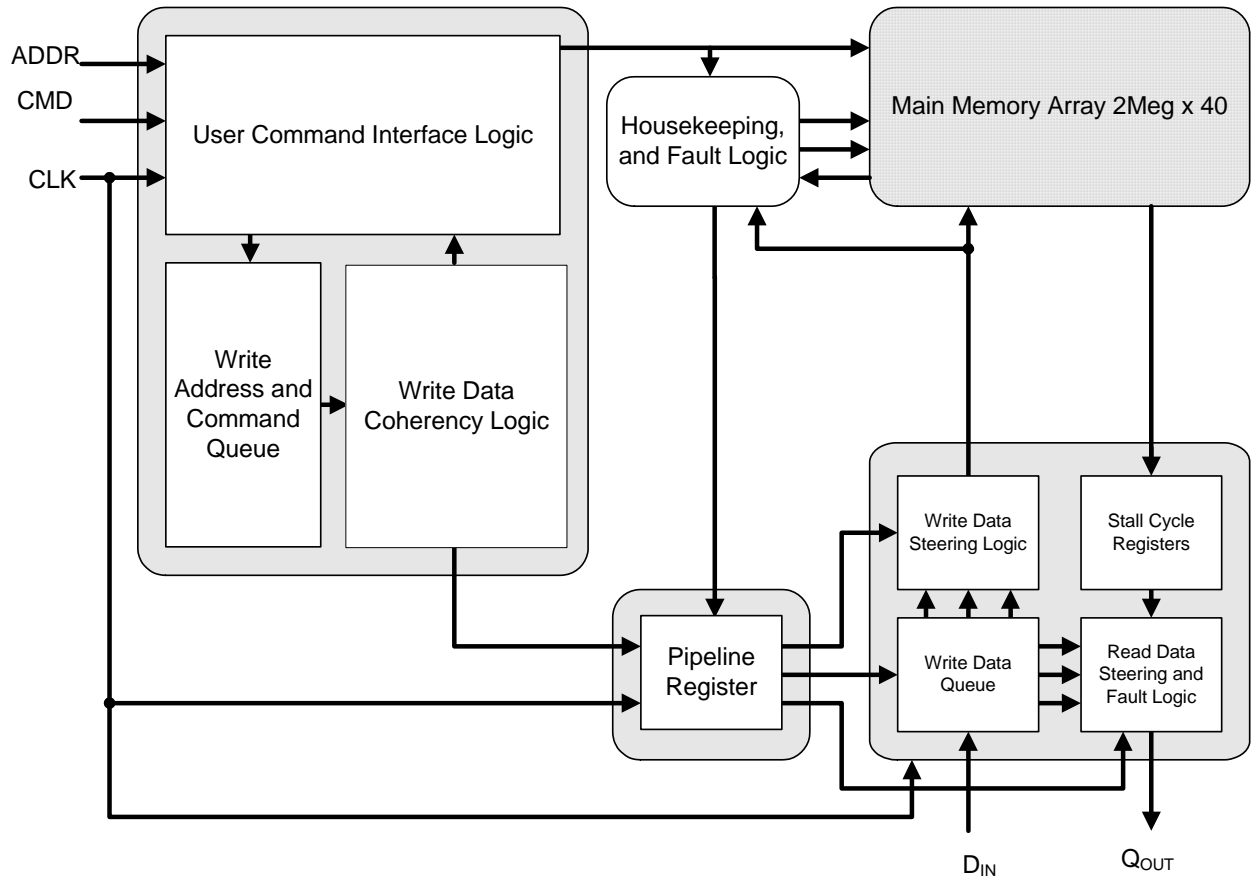 ADDR
CMD
CLK
User Command Interface Logic
Housekeeping,
and Fault Logic
Main Memory Array 2Meg x 40
Write
Address and
Command
Queue
Write Data
Coherency Logic
Pipeline
Register
Write Data
Steering Logic
Stall Cycle
Registers
Write Data
Queue
Read Data
Steering and
Fault Logic
DIN
QOUT